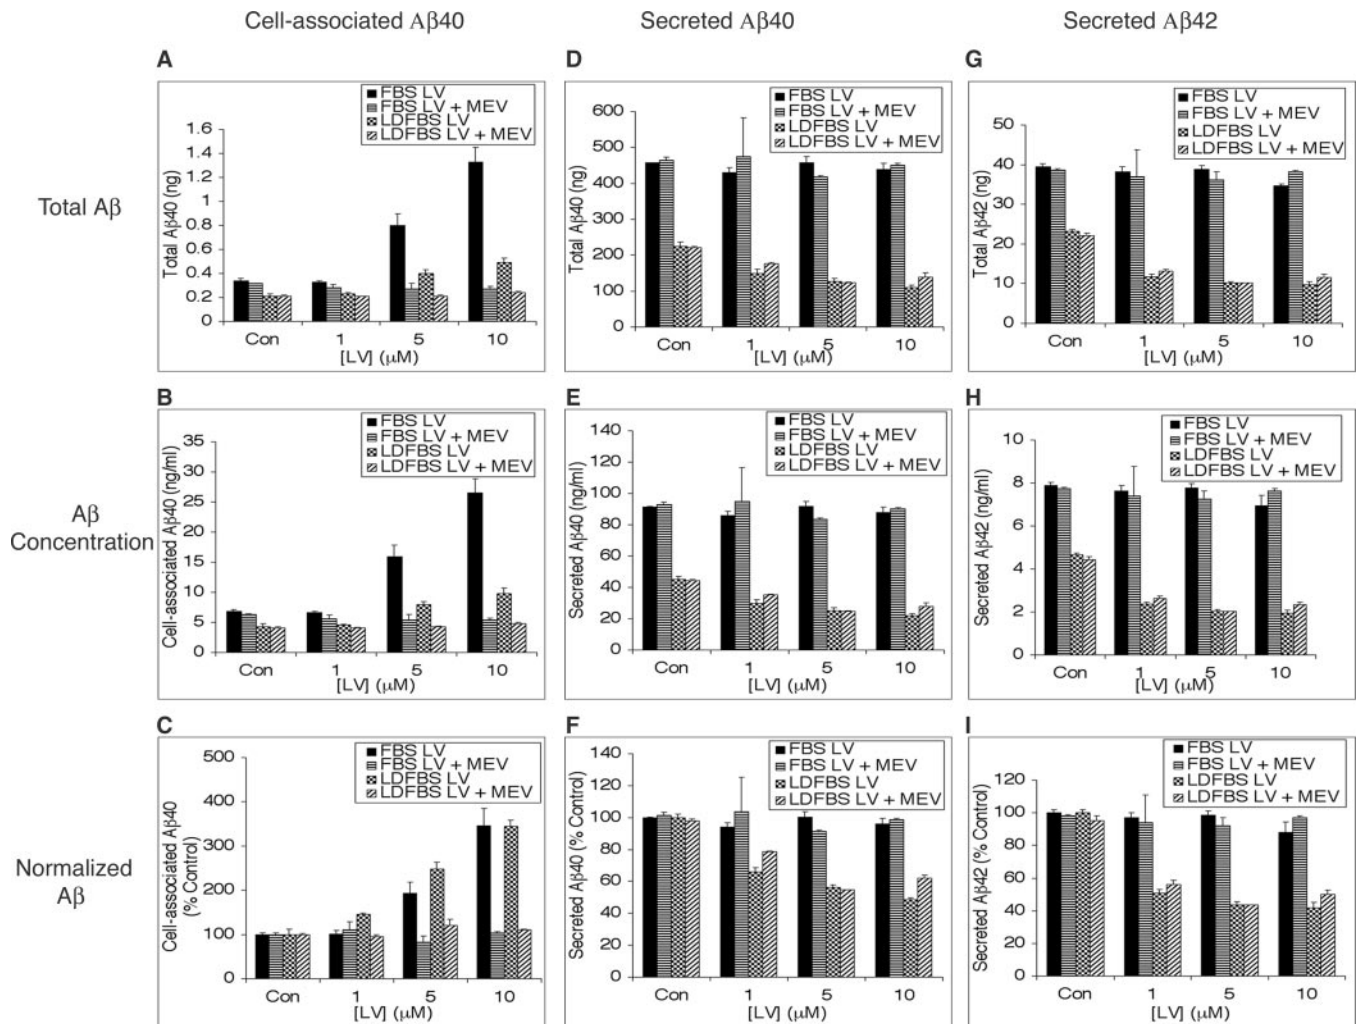 Cell-associated Aβ40
Secreted Aβ40
Secreted Aβ42
Total Aβ
Aβ
Concentration
Normalized
Aβ
A
FBS LV
FBS LV + MEV
LDFBS LV
LDFBS LV + MEV
Total Aβ40 (ng)
1.6
1.4
1.2
1
0.8
0.6
0.4
0.2
0
Con 1 5 10
[LV] (μM)
D
FBS LV
FBS LV + MEV
LDFBS LV
LDFBS LV + MEV
Total Aβ40 (ng)
600
500
400
300
200
100
0
Con 1 5 10
[LV] (μM)
G
FBS LV
FBS LV + MEV
LDFBS LV
LDFBS LV + MEV
Total Aβ42 (ng)
50
40
30
20
10
0
Con 1 5 10
[LV] (μM)
B
FBS LV
FBS LV + MEV
LDFBS LV
LDFBS LV + MEV
Cell-associated Aβ40 (ng/ml)
35
30
25
20
15
10
5
0
Con 1 5 10
[LV] (μM)
E
FBS LV
FBS LV + MEV
LDFBS LV
LDFBS LV + MEV
Secreted Aβ40 (ng/ml)
140
120
100
80
60
40
20
0
Con 1 5 10
[LV] (μM)
H
FBS LV
FBS LV + MEV
LDFBS LV
LDFBS LV + MEV
Secreted Aβ42 (ng/ml)
10
8
6
4
2
0
Con 1 5 10
[LV] (μM)
C
FBS LV
FBS LV + MEV
LDFBS LV
LDFBS LV + MEV
Cell-associated Aβ40
(% Control)
500
400
300
200
100
0
Con 1 5 10
[LV] (μM)
F
FBS LV
FBS LV + MEV
LDFBS LV
LDFBS LV + MEV
Secreted Aβ40 (% Control)
140
120
100
80
60
40
20
0
Con 1 5 10
[LV] (μM)
I
FBS LV
FBS LV + MEV
LDFBS LV
LDFBS LV + MEV
Secreted Aβ42 (% Control)
120
100
80
60
40
20
0
Con 1 5 10
[LV] (μM)